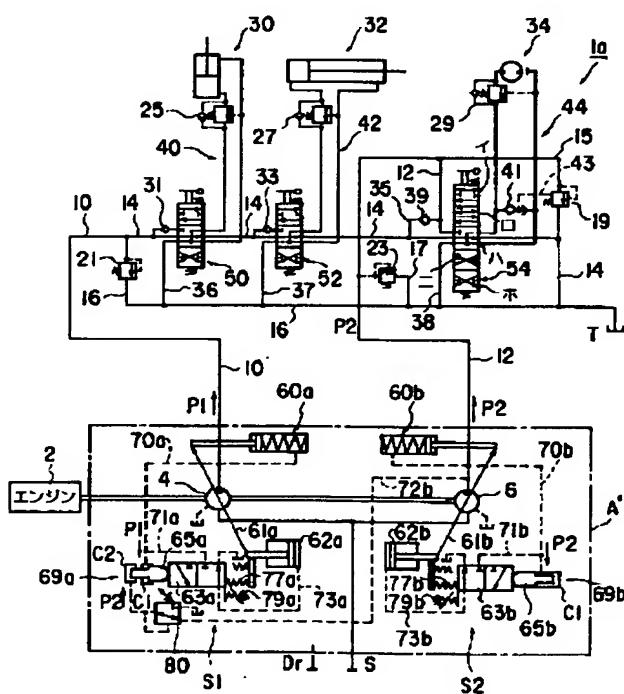 30
32
34
1a
25
27
29
44
40
42
15
イ
12
41
43
35
39
10
14
31
14
33
14
ロ
19
21
23
17
ハ
50
52
ニ
54
14
16
36
37
ホ
38
16
P2
T
10
12
P1
P2
60a
60b
70a
70b
2
エンジン
4
72b
6
A'
P1
71a
61a
62a
62b
61b
71b
P2
C2
65a
69a
77a
77b
69b
P2
C1
63a
79a
73a
79b
63b
65b
C1
73b
80
S1
Dr
S
S2